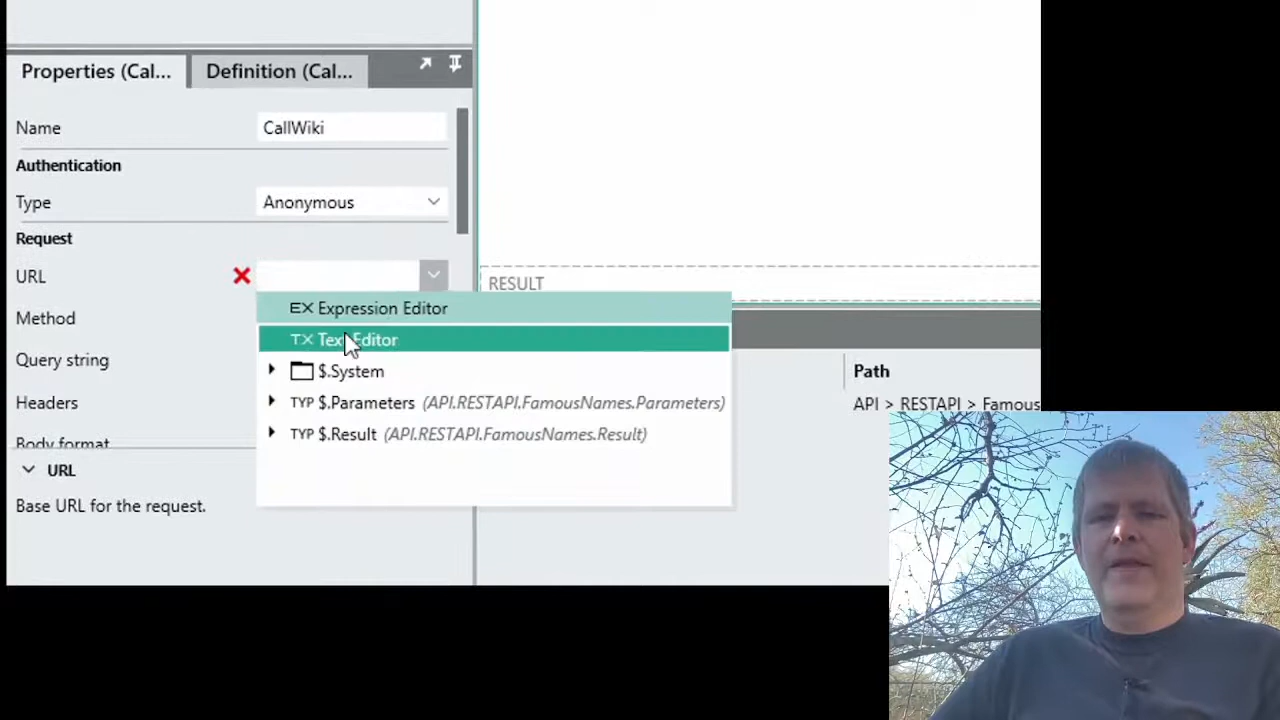 Properties (Cal...
Definition (Cal...
Name
CallWiki
Authentication
Type
Anonymous
Request
URL
RESULT
EX Expression Editor
Method
TX Text Editor
Query string
$.System
Path
Headers
TYP $.Parameters (API.RESTAPI.FamousNames.Parameters)
API > RESTAPI > Famous
Body format
TYP $.Result (API.RESTAPI.FamousNames.Result)
URL
Base URL for the request.